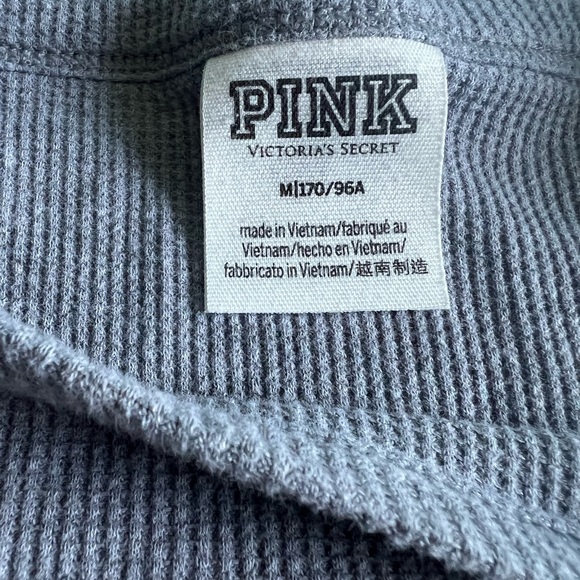 PINK
VICTORIA'S SECRET
M|170/96A
made in Vietnam/fabriqué au
Vietnam/hecho en Vietnam/
fabbricato in Vietnam/越南制造